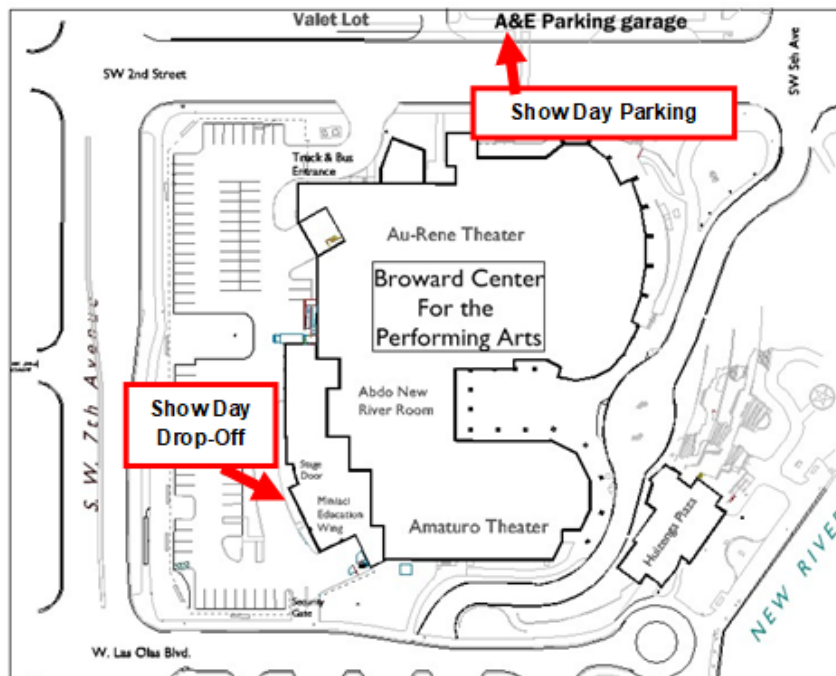 Valet Lot
A&E Parking garage
SW 2nd Street
SW 5th Ave
Show Day Parking
Truck & Bus
Entrance
Au-Rene Theater
Broward Center
For the
Performing Arts
S. W. 7th Avenue
Show Day
Drop-Off
Abdo New
River Room
Stage
Door
Miniaci
Education
Wing
Amaturo Theater
Huizenga Plaza
NEW RIVER
Security
Gate
W. Las Olas Blvd.